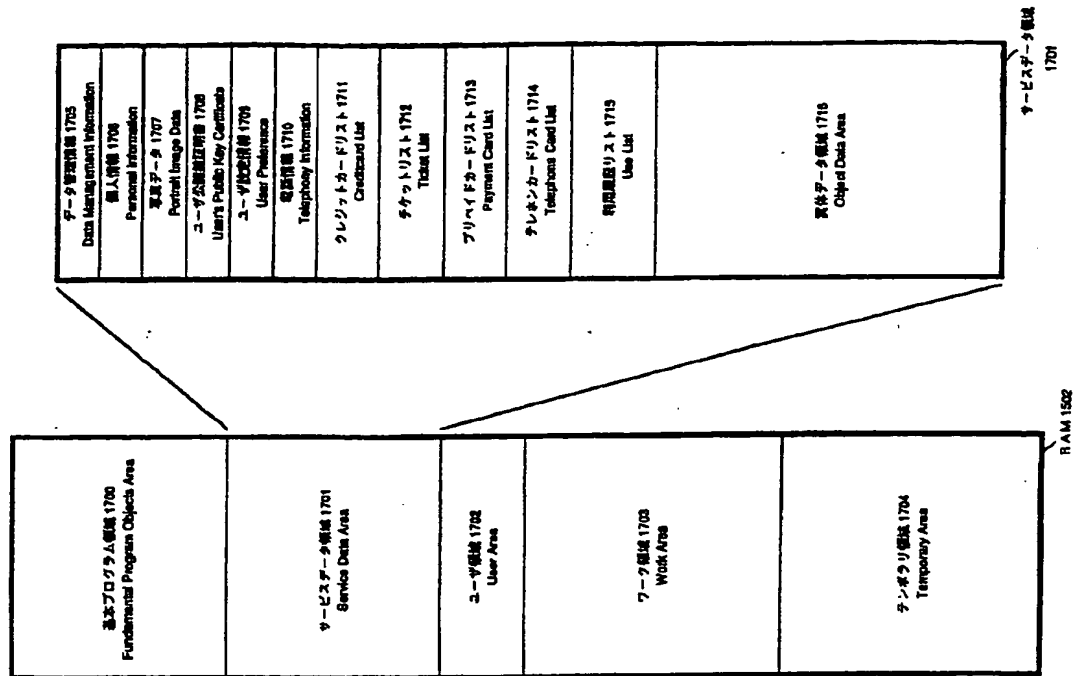 データ管理情報 1705
Data Management Information
個人情報 1706
Personal Information
写真データ 1707
Portrait Image Data
ユーザ公開鍵証明書 1708
User's Public Key Certificate
ユーザ設定情報 1709
User Preference
電話情報 1710
Telephony Information
クレジットカードリスト 1711
Creditcard List
チケットリスト 1712
Ticket List
プリペイドカードリスト 1713
Payment Card List
テレホンカードリスト 1714
Telephone Card List
利用履歴リスト 1715
Use List
実体データ領域 1716
Object Data Area
サービスデータ領域
1701
基本プログラム領域 1700
Fundamental Program Objects Area
サービスデータ領域 1701
Service Data Area
ユーザ領域 1702
User Area
ワーク領域 1703
Work Area
テンポラリ領域 1704
Temporary Area
RAM 1502